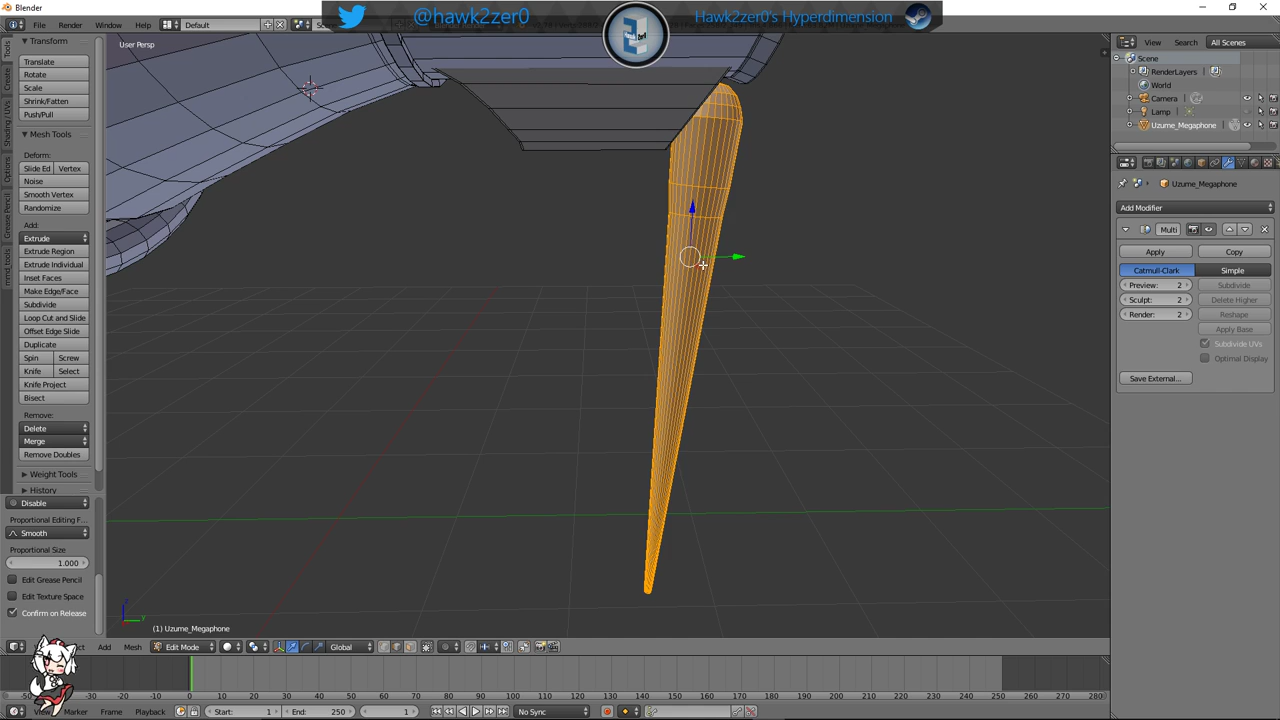 Blender
@hawk2zer0
Hawk2zer0's Hyperdimension
File Render Window Help Default
View Search All Scenes
User Persp
Tools
Create
Shading / UVs
Options
Grease Pencil
mmd_tools
Transform
Translate
Rotate
Scale
Shrink/Fatten
Push/Pull
Mesh Tools
Deform:
Slide Ed Vertex
Noise
Smooth Vertex
Randomize
Add:
Extrude
Extrude Region
Extrude Individual
Inset Faces
Make Edge/Face
Subdivide
Loop Cut and Slide
Offset Edge Slide
Duplicate
Spin Screw
Knife Select
Knife Project
Bisect
Remove:
Delete
Merge
Remove Doubles
Weight Tools
History
Disable
Proportional Editing F...
Smooth
Proportional Size
1.000
Edit Grease Pencil
Edit Texture Space
Confirm on Release
Scene
RenderLayers
World
Camera
Lamp
Uzume_Megaphone
Uzume_Megaphone
Add Modifier
Multi
Apply Copy
Catmull-Clark Simple
Preview: 2 Subdivide
Sculpt: 2 Delete Higher
Render: 2 Reshape
Apply Base
Subdivide UVs
Optimal Display
Save External...
z
y
(1) Uzume_Megaphone
Add Mesh Edit Mode Global
-30 -20 -10 0 10 20 30 40 50 60 70 80 90 100 110 120 130 140 150 160 170 180 190 200 210 220 230 240 250 260 270 280
Marker Frame Playback Start: 1 End: 250 1 No Sync